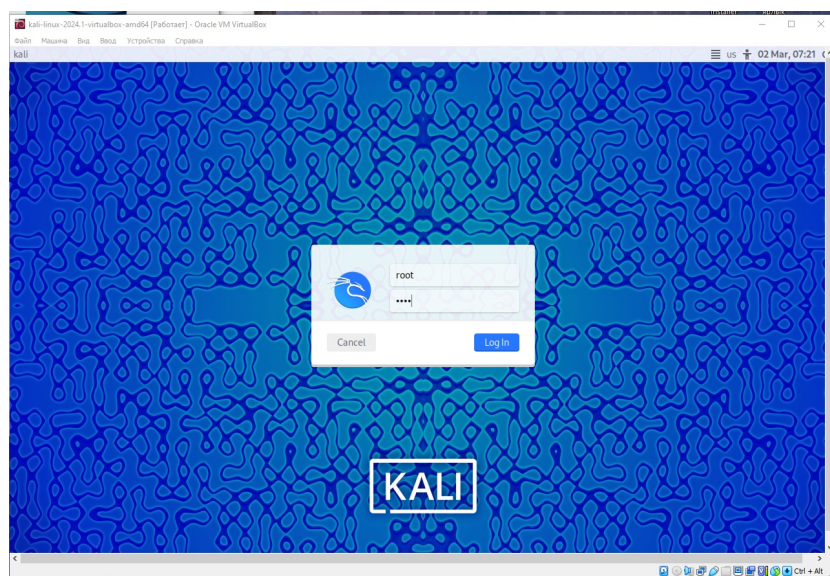 kali-linux-2024.1-virtualbox-amd64 [Работает] - Oracle VM VirtualBox
Файл Машина Вид Ввод Устройства Справка
kali us 02 Mar, 07:21
root
••••
Cancel Log In
KALI
Ctrl + Alt